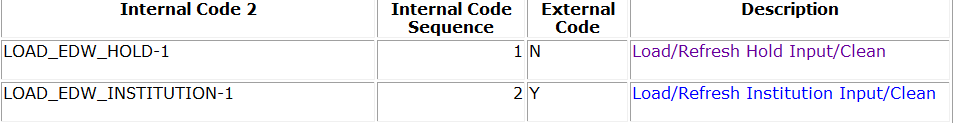 Internal Code 2 Internal Code Sequence External Code Description
LOAD_EDW_HOLD-1 1 N Load/Refresh Hold Input/Clean
LOAD_EDW_INSTITUTION-1 2 Y Load/Refresh Institution Input/Clean